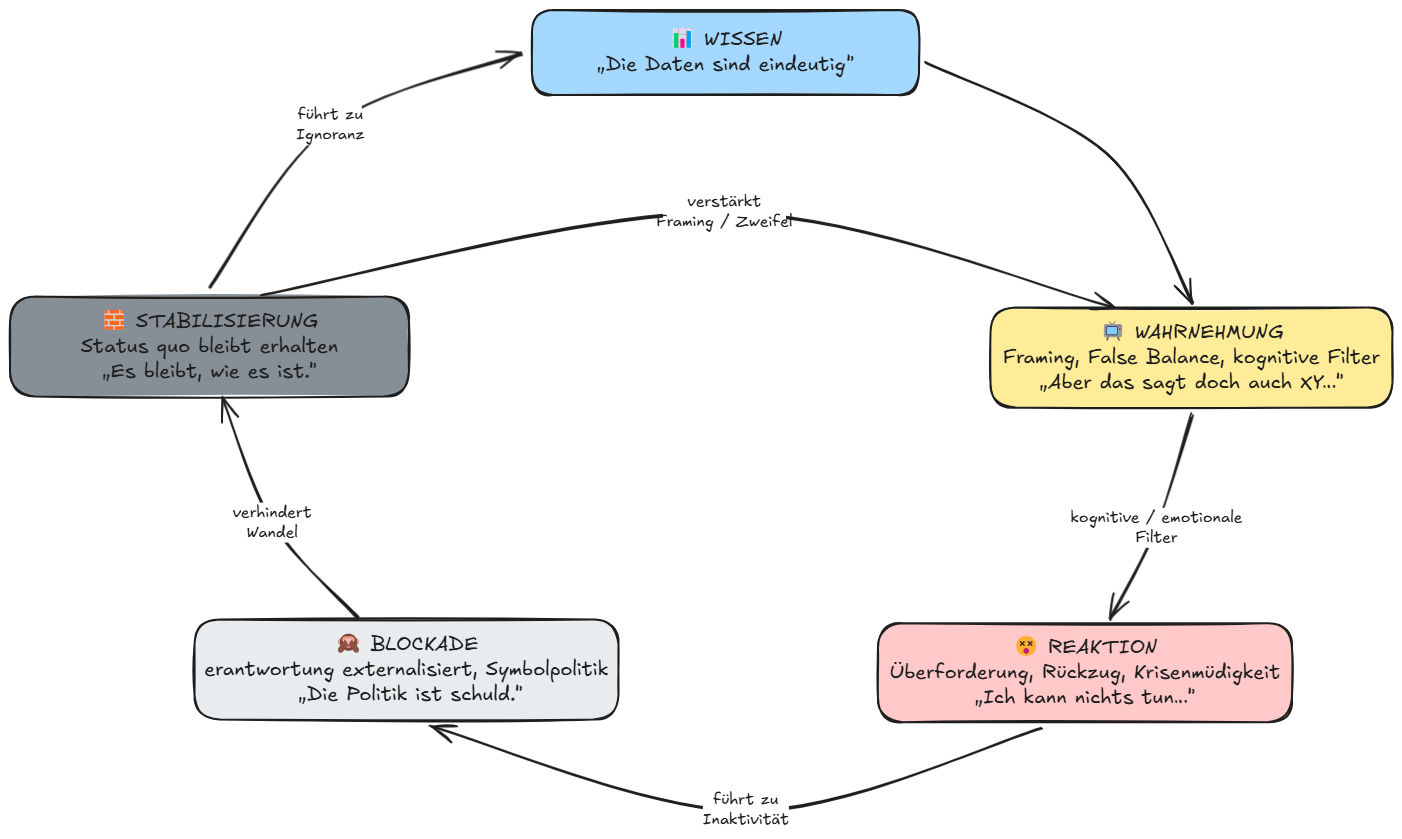 📊 WISSEN
„Die Daten sind eindeutig"
führt zu
Ignoranz
verstärkt
Framing / Zweifel
🧱 STABILISIERUNG
Status quo bleibt erhalten
„Es bleibt, wie es ist."
📺 WAHRNEHMUNG
Framing, False Balance, kognitive Filter
„Aber das sagt doch auch XY..."
verhindert
Wandel
kognitive / emotionale
Filter
🙈 BLOCKADE
erantwortung externalisiert, Symbolpolitik
„Die Politik ist schuld."
😵 REAKTION
Überforderung, Rückzug, Krisenmüdigkeit
„Ich kann nichts tun..."
führt zu
Inaktivität